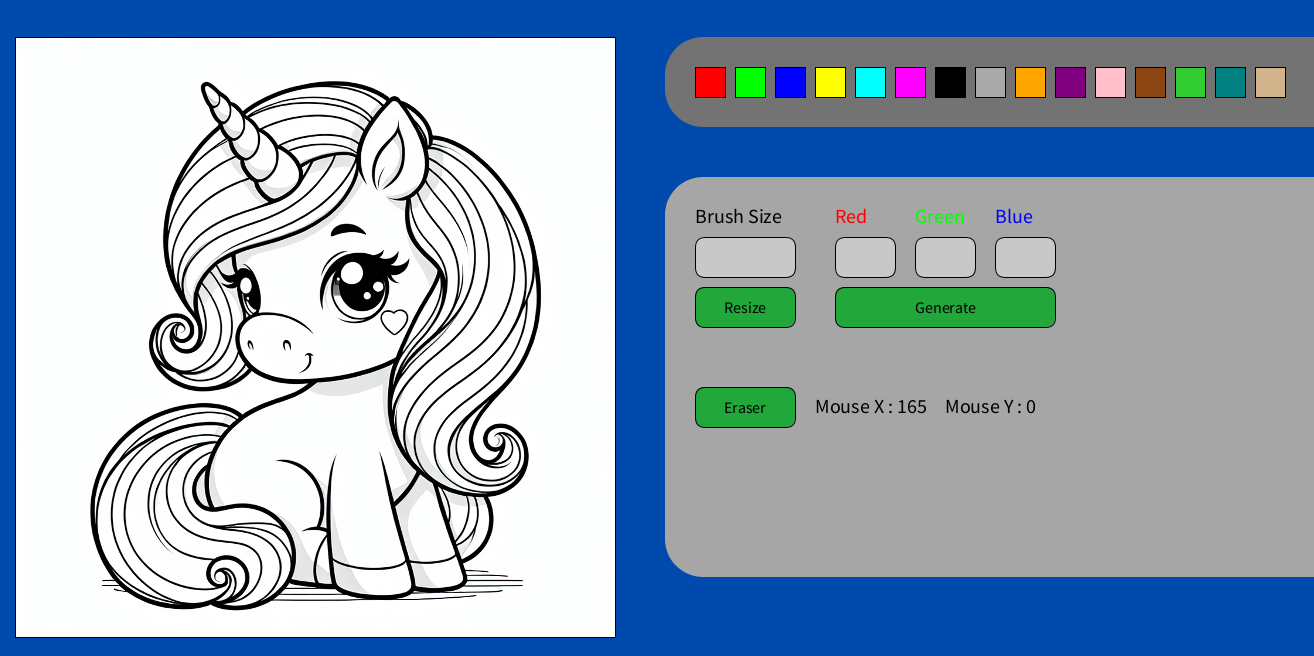 Brush Size Red Green Blue
Resize Generate
Eraser Mouse X : 165 Mouse Y : 0